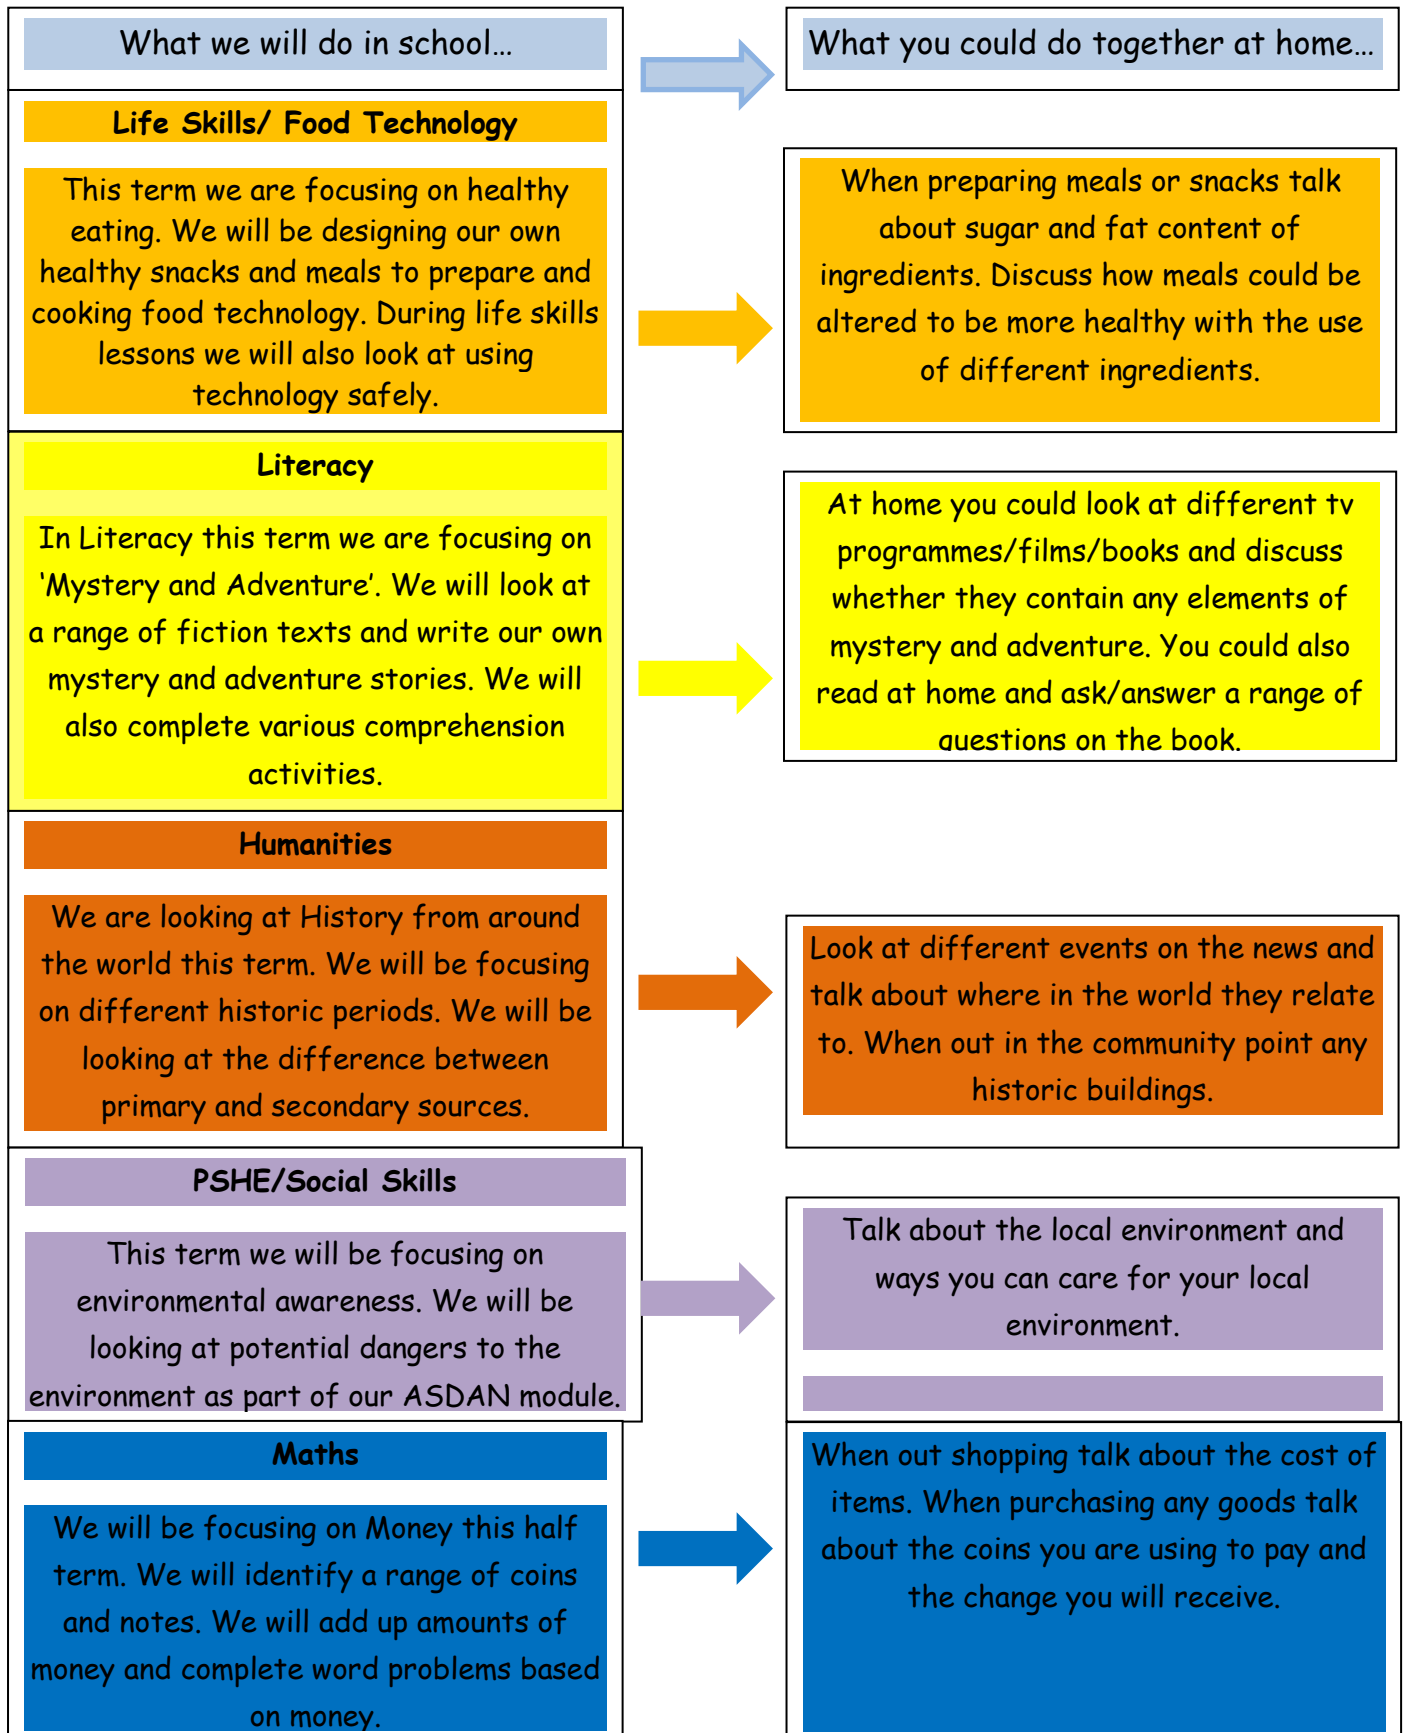 What we will do in school…
What you could do together at home…
Life Skills/ Food Technology
This term we are focusing on healthy
eating. We will be designing our own
healthy snacks and meals to prepare and
cooking food technology. During life skills
lessons we will also look at using
technology safely.
When preparing meals or snacks talk
about sugar and fat content of
ingredients. Discuss how meals could be
altered to be more healthy with the use
of different ingredients.
Literacy
In Literacy this term we are focusing on
‘Mystery and Adventure’. We will look at
a range of fiction texts and write our own
mystery and adventure stories. We will
also complete various comprehension
activities.
At home you could look at different tv
programmes/films/books and discuss
whether they contain any elements of
mystery and adventure. You could also
read at home and ask/answer a range of
questions on the book.
Humanities
We are looking at History from around
the world this term. We will be focusing
on different historic periods. We will be
looking at the difference between
primary and secondary sources.
Look at different events on the news and
talk about where in the world they relate
to. When out in the community point any
historic buildings.
PSHE/Social Skills
This term we will be focusing on
environmental awareness. We will be
looking at potential dangers to the
environment as part of our ASDAN module.
Talk about the local environment and
ways you can care for your local
environment.
Maths
We will be focusing on Money this half
term. We will identify a range of coins
and notes. We will add up amounts of
money and complete word problems based
on money.
When out shopping talk about the cost of
items. When purchasing any goods talk
about the coins you are using to pay and
the change you will receive.